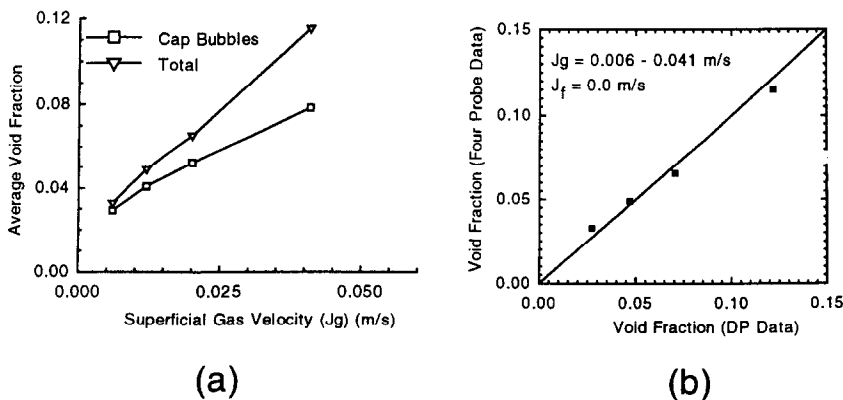 0.12
0.08
0.04
0.00
Average Void Fraction
Cap Bubbles
Total
0.000
0.025
0.050
Superficial Gas Velocity (Jg) (m/s)
(a)
0.15
0.10
0.05
0.00
Void Fraction (Four Probe Data)
Jg = 0.006 - 0.041 m/s
J_f = 0.0 m/s
0.00
0.05
0.10
0.15
Void Fraction (DP Data)
(b)